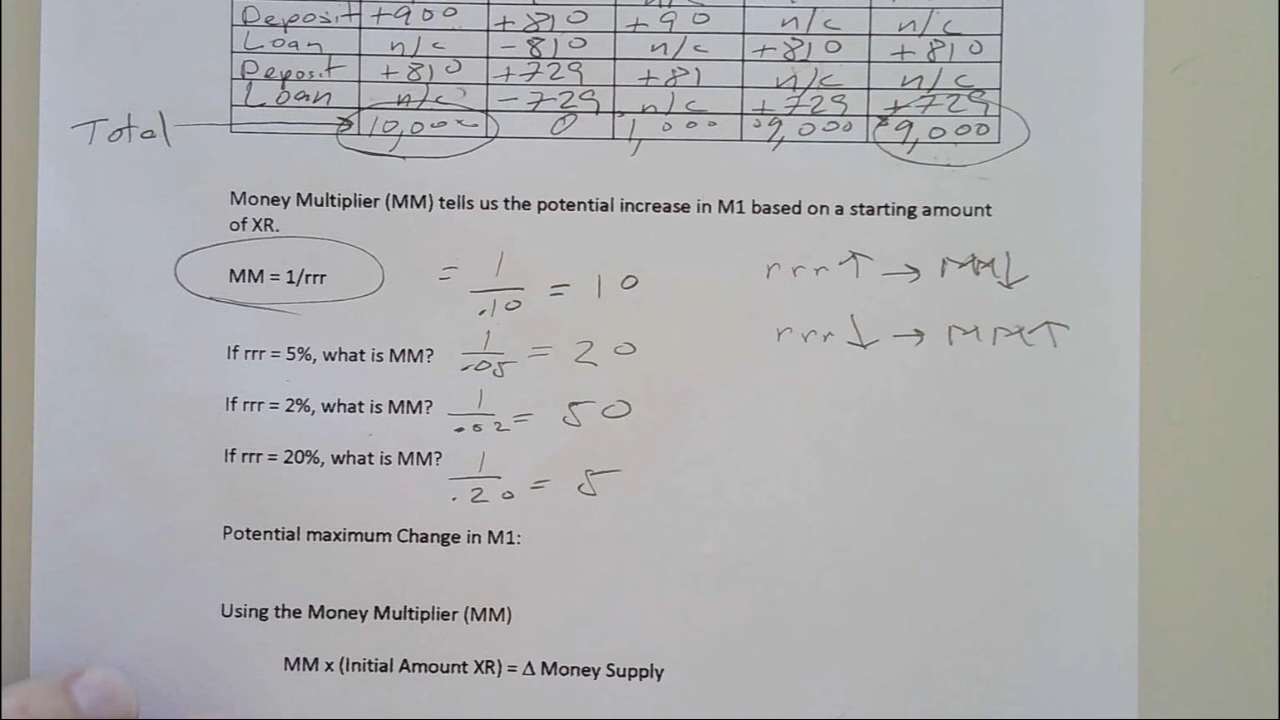 Deposit +900 +810 +90 n/c n/c
Loan n/c -810 n/c +810 +810
Deposit +810 +729 +81 n/c n/c
Loan n/c -729 n/c +729 +729
Total 10,000 0 1,000 9,000 9,000
Money Multiplier (MM) tells us the potential increase in M1 based on a starting amount
of XR.
MM = 1/rrr = 1/.10 = 10 rrr↑ → MM↓
If rrr = 5%, what is MM? 1/.05 = 20 rrr↓ → MM↑
If rrr = 2%, what is MM? 1/.02 = 50
If rrr = 20%, what is MM? 1/.20 = 5
Potential maximum Change in M1:
Using the Money Multiplier (MM)
MM x (Initial Amount XR) = Δ Money Supply